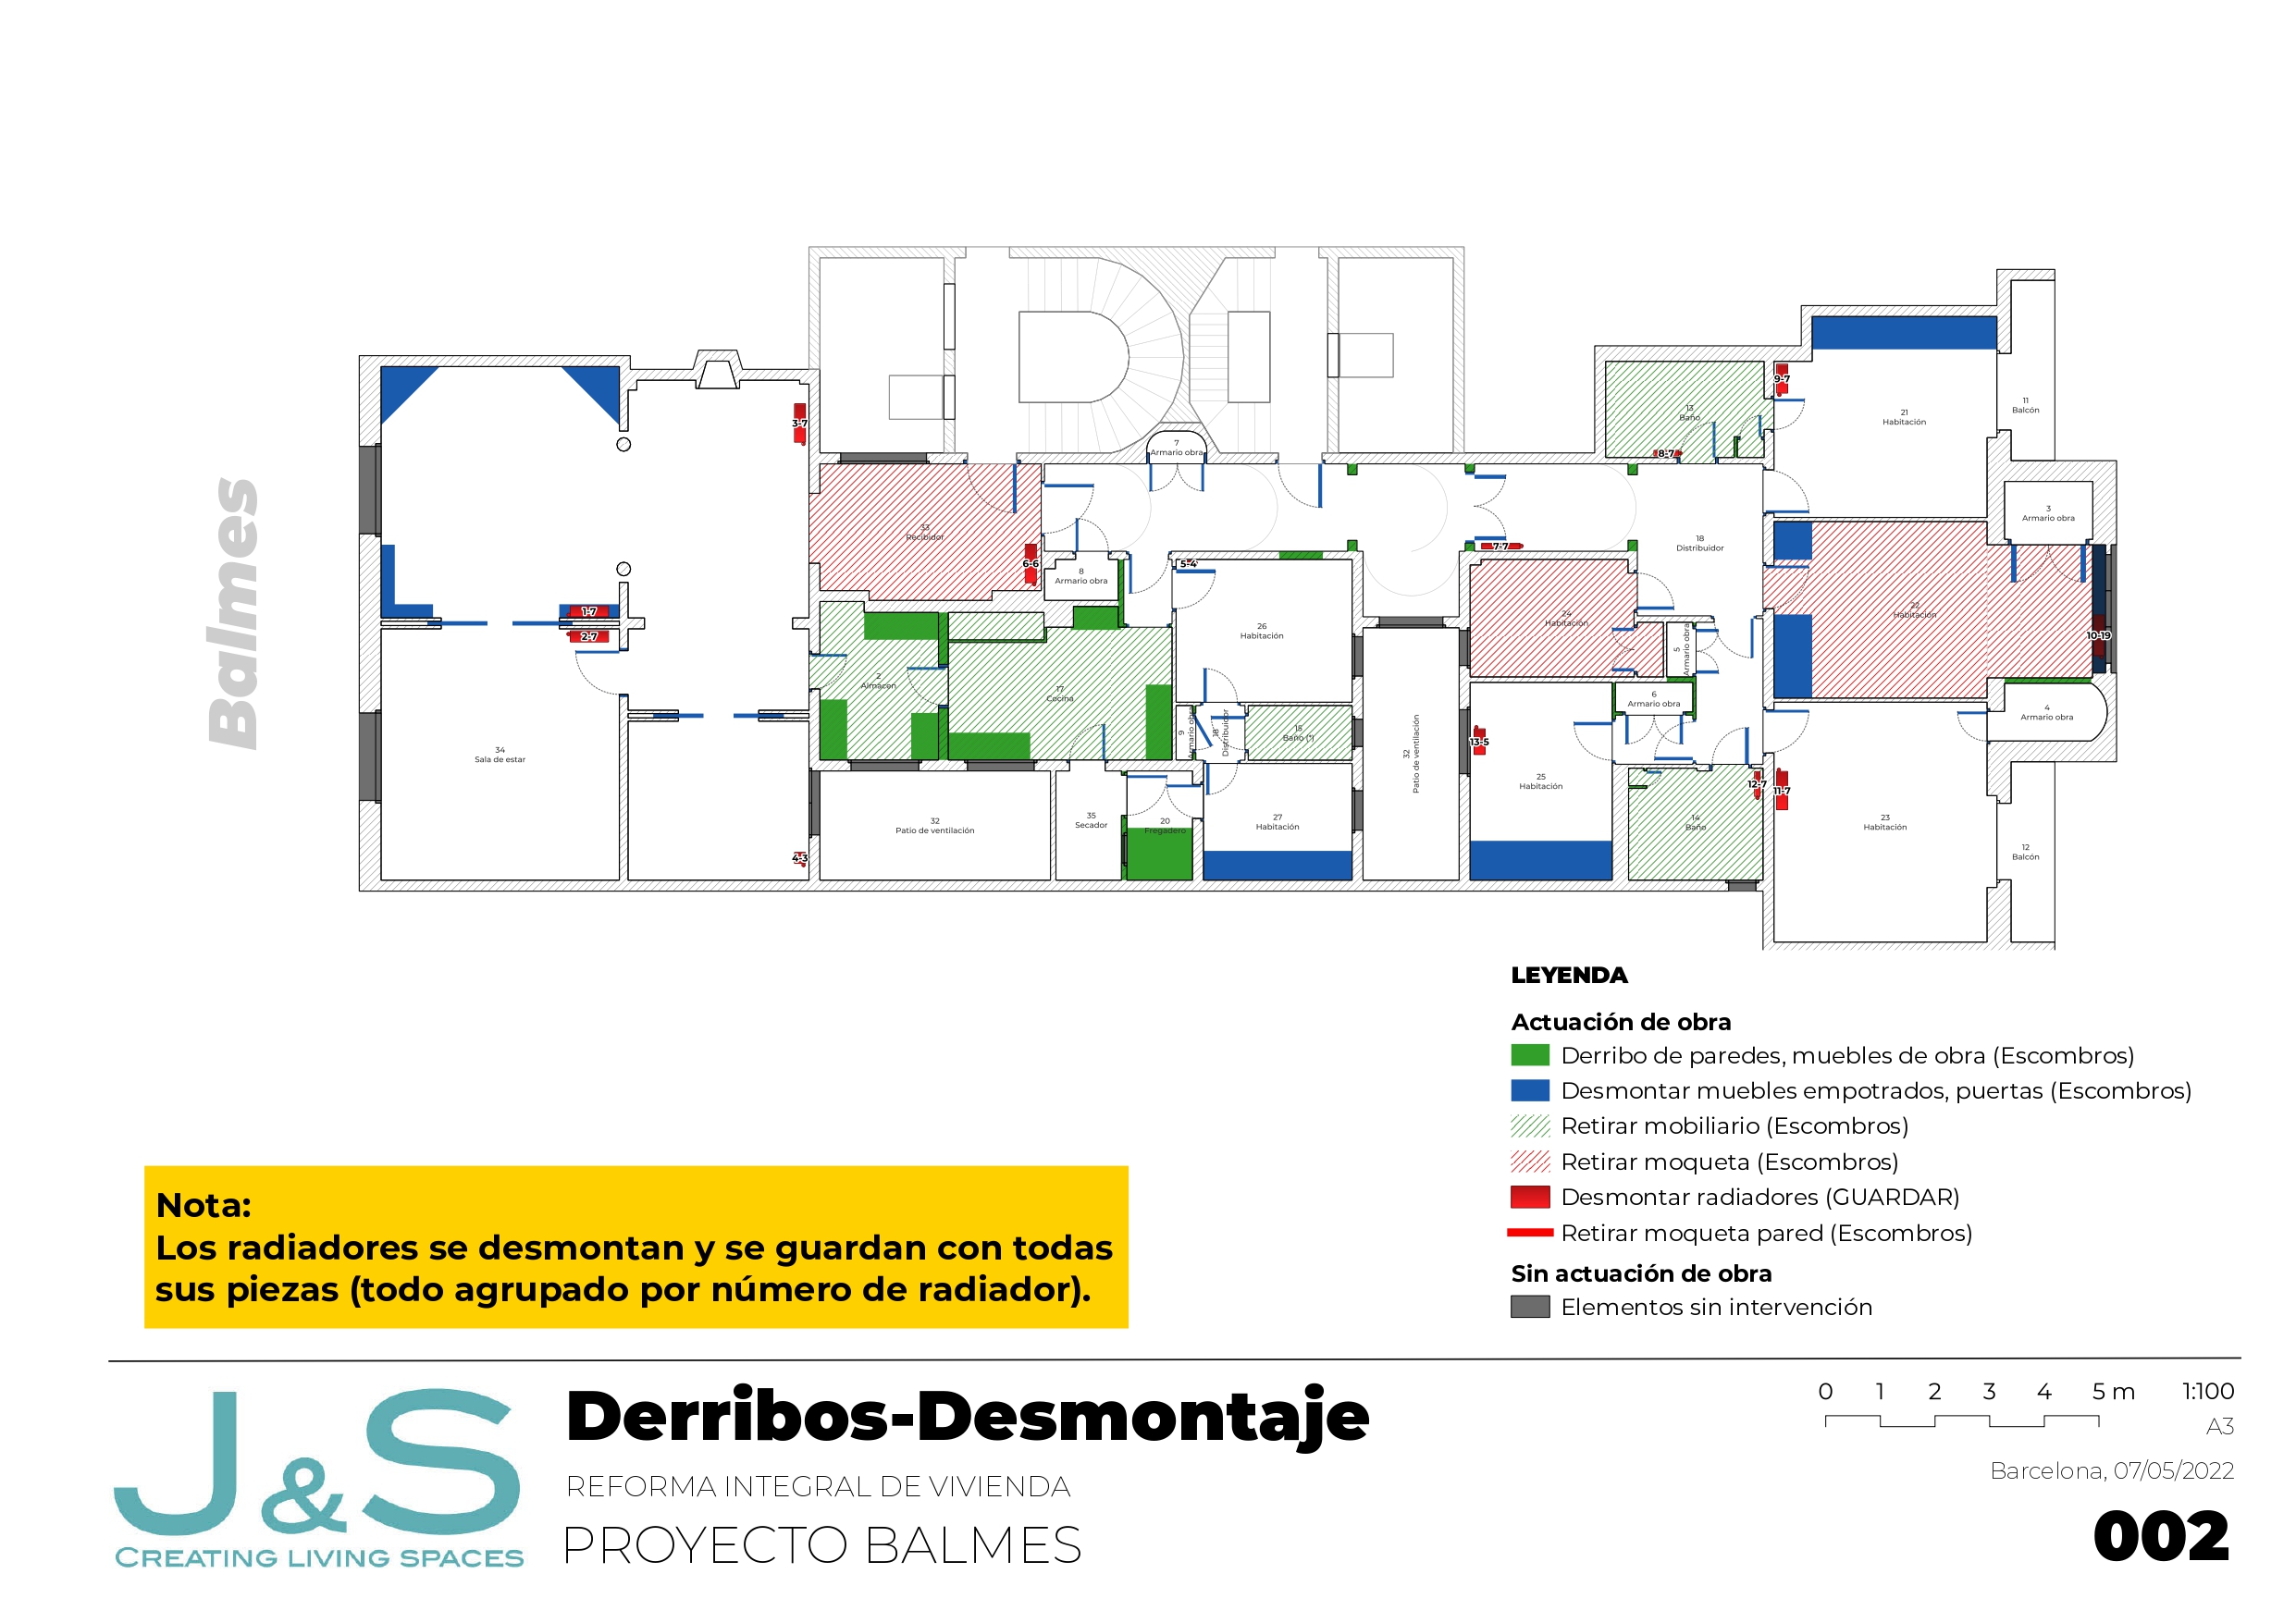 Balmes
7
Armario obra
13
Baño
9-7
21
Habitación
11
Balcón
3-7
8-7
33
Recibidor
3
Armario obra
18
Distribuidor
7-7
6-6
5-4
8
Armario obra
1-7
2-7
24
Habitación
22
Habitación
26
Habitación
10-19
5
Armario obra
2
Almacen
17
Cocina
6
Armario obra
4
Armario obra
9
Armario obra
Distribuidor
15
Baño (*)
32
Patio de ventilación
13-5
34
Sala de estar
25
Habitación
12-7
11-7
32
Patio de ventilación
35
Secador
20
Fregadero
27
Habitación
14
Baño
23
Habitación
4-3
12
Balcón
LEYENDA
Actuación de obra
Derribo de paredes, muebles de obra (Escombros)
Desmontar muebles empotrados, puertas (Escombros)
Retirar mobiliario (Escombros)
Retirar moqueta (Escombros)
Desmontar radiadores (GUARDAR)
Retirar moqueta pared (Escombros)
Sin actuación de obra
Elementos sin intervención
Nota:
Los radiadores se desmontan y se guardan con todas
sus piezas (todo agrupado por número de radiador).
J&S
CREATING LIVING SPACES
Derribos-Desmontaje
REFORMA INTEGRAL DE VIVIENDA
PROYECTO BALMES
0 1 2 3 4 5 m 1:100
A3
Barcelona, 07/05/2022
002